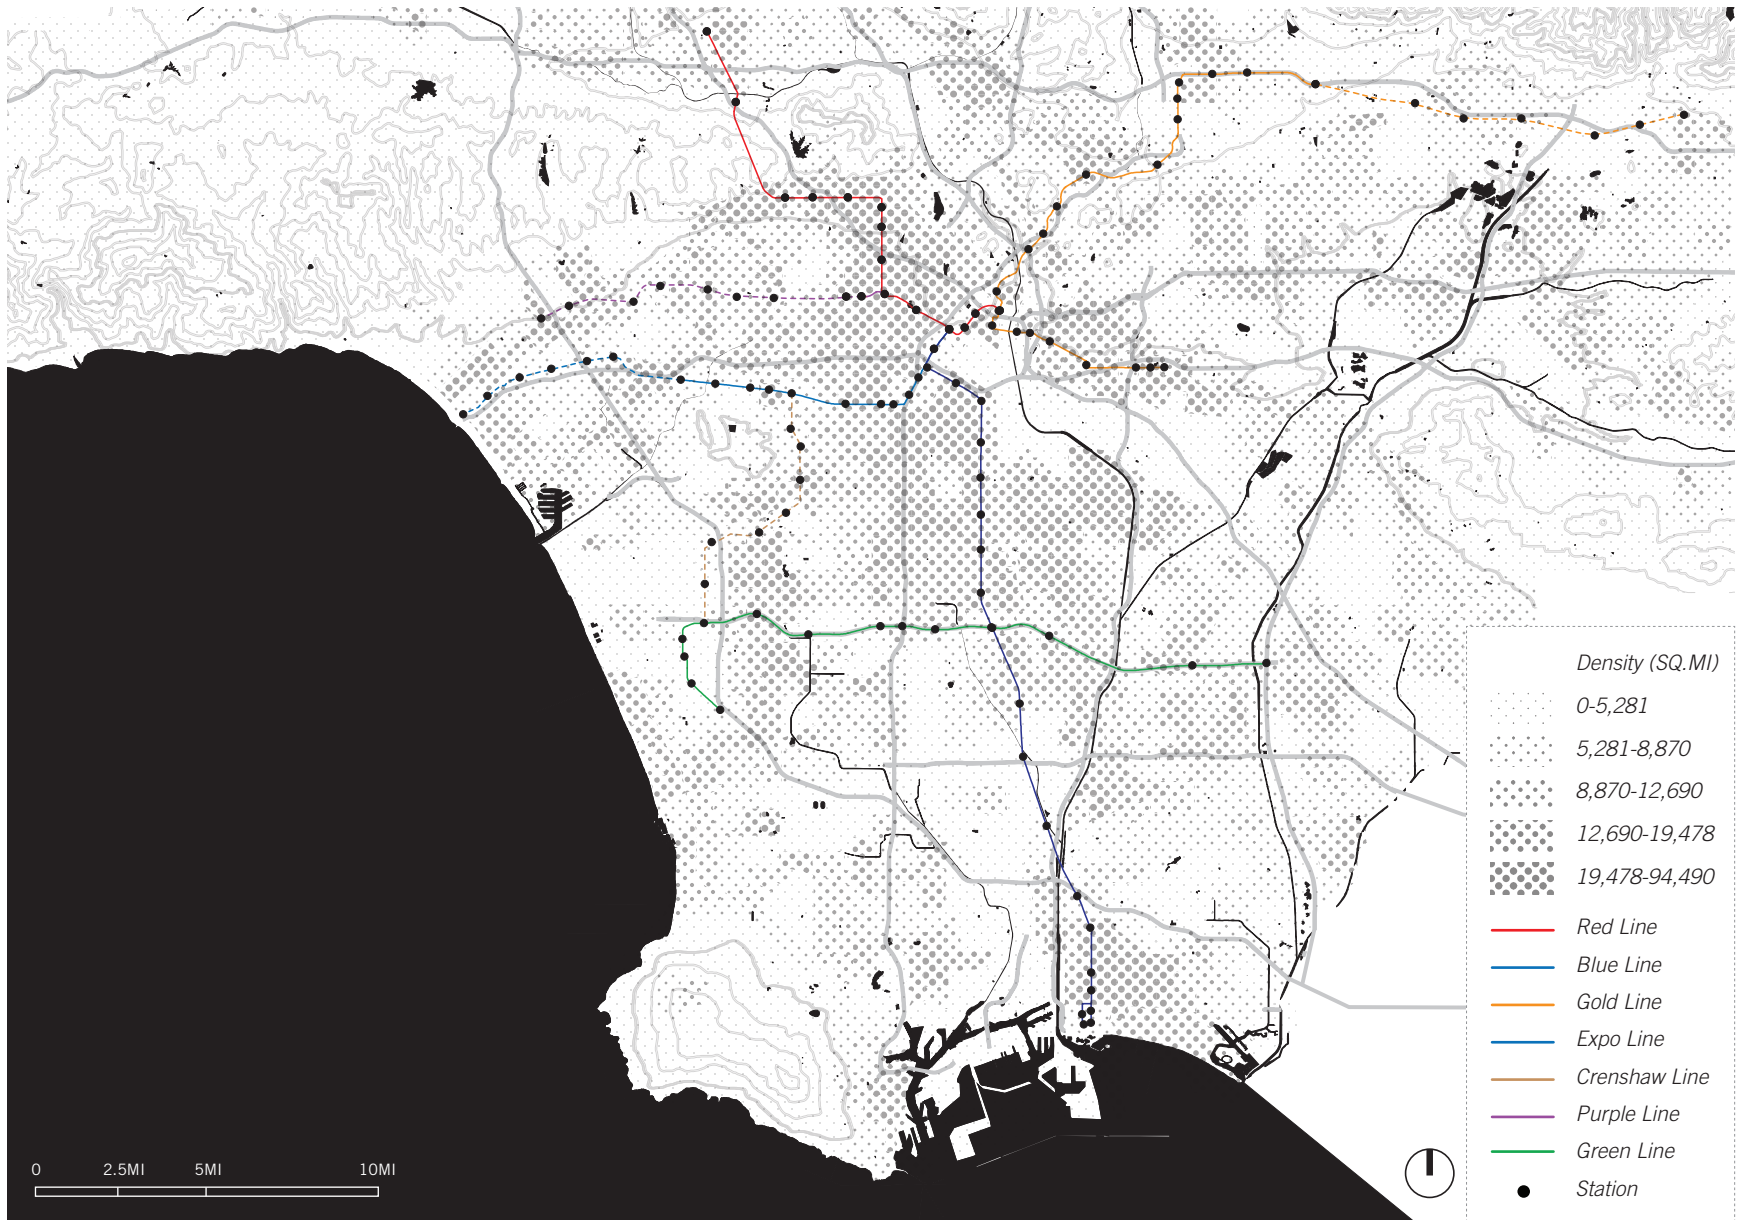 Density (SQ.MI)
0-5,281
5,281-8,870
8,870-12,690
12,690-19,478
19,478-94,490
Red Line
Blue Line
Gold Line
Expo Line
Crenshaw Line
Purple Line
Green Line
Station
0 2.5MI 5MI 10MI